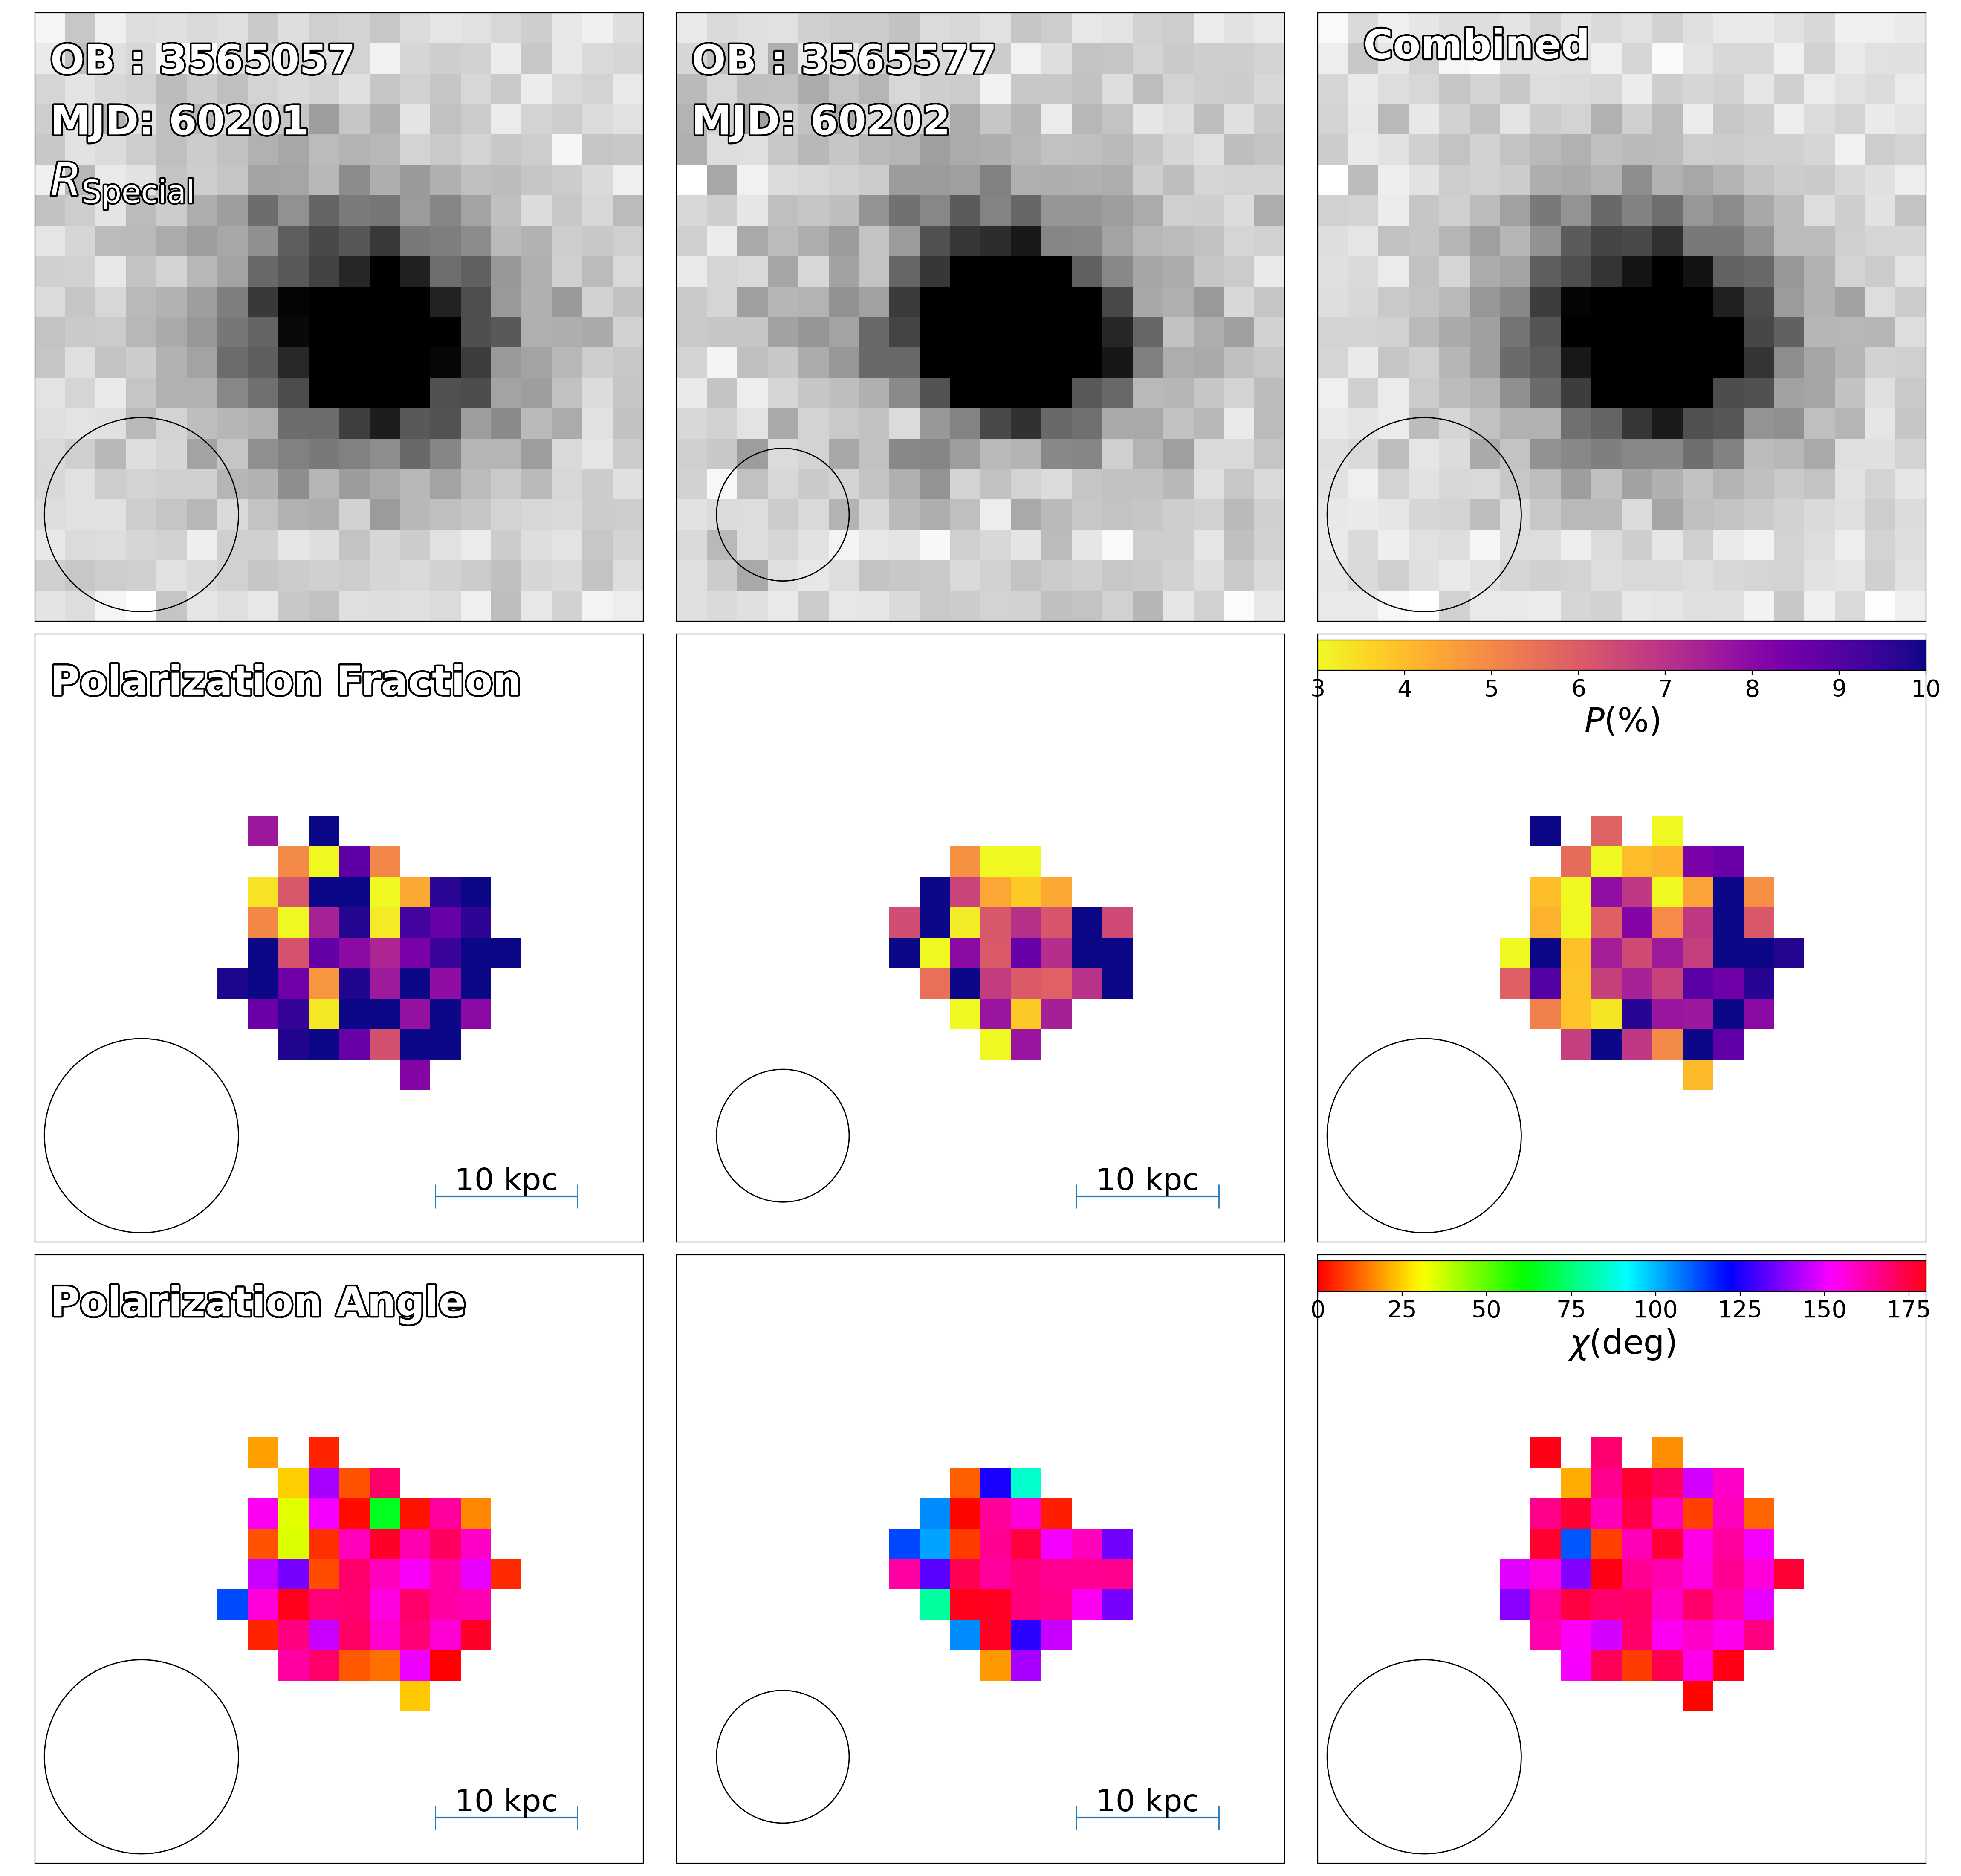 OB : 3565057
MJD: 60201
RSpecial
OB : 3565577
MJD: 60202
Combined
Polarization Fraction
10 kpc
10 kpc
3 4 5 6 7 8 9 10
P(%)
Polarization Angle
10 kpc
10 kpc
0 25 50 75 100 125 150 175
χ(deg)